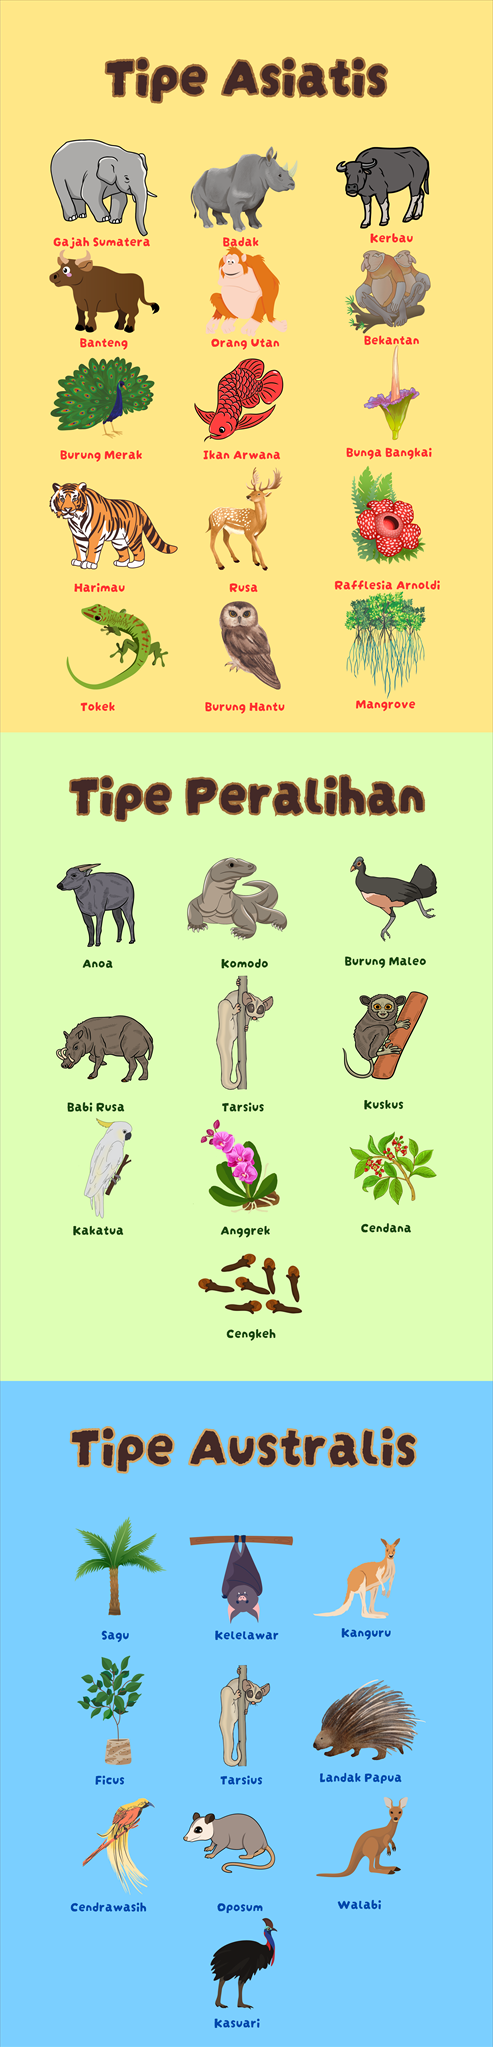 Tipe Asiatis
Gajah Sumatera
Badak
Kerbau
Banteng
Orang Utan
Bekantan
Burung Merak
Ikan Arwana
Bunga Bangkai
Harimau
Rusa
Rafflesia Arnoldi
Tokek
Burung Hantu
Mangrove
Tipe Peralihan
Anoa
Komodo
Burung Maleo
Babi Rusa
Tarsius
Kuskus
Kakatua
Anggrek
Cendana
Cengkeh
Tipe Australis
Sagu
Kelelawar
Kanguru
Ficus
Tarsius
Landak Papua
Cendrawasih
Oposum
Walabi
Kasuari